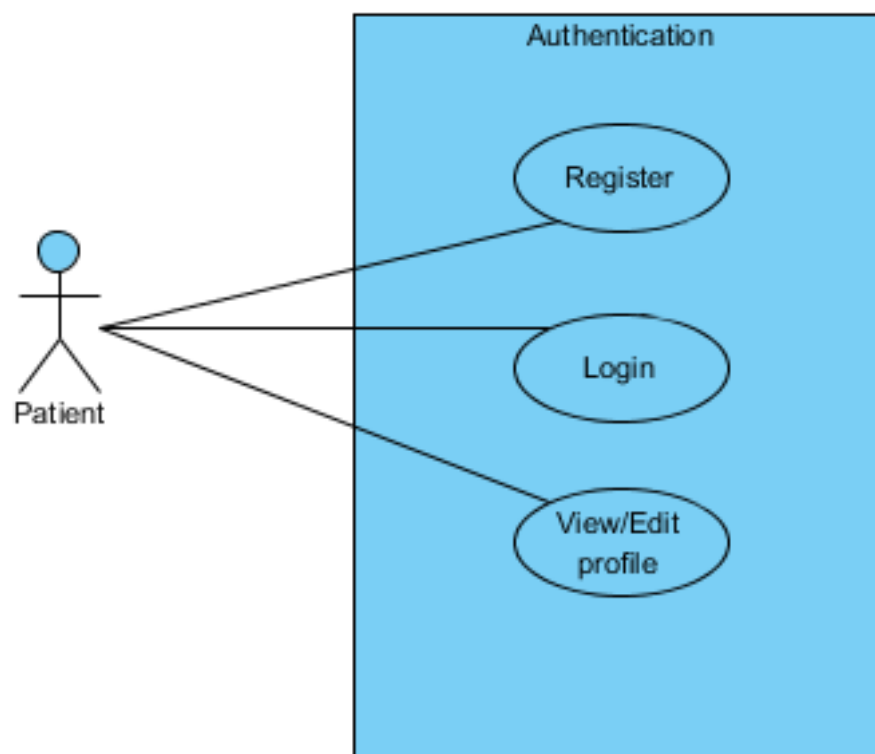 Authentication
Register
Login
Patient
View/Edit
profile